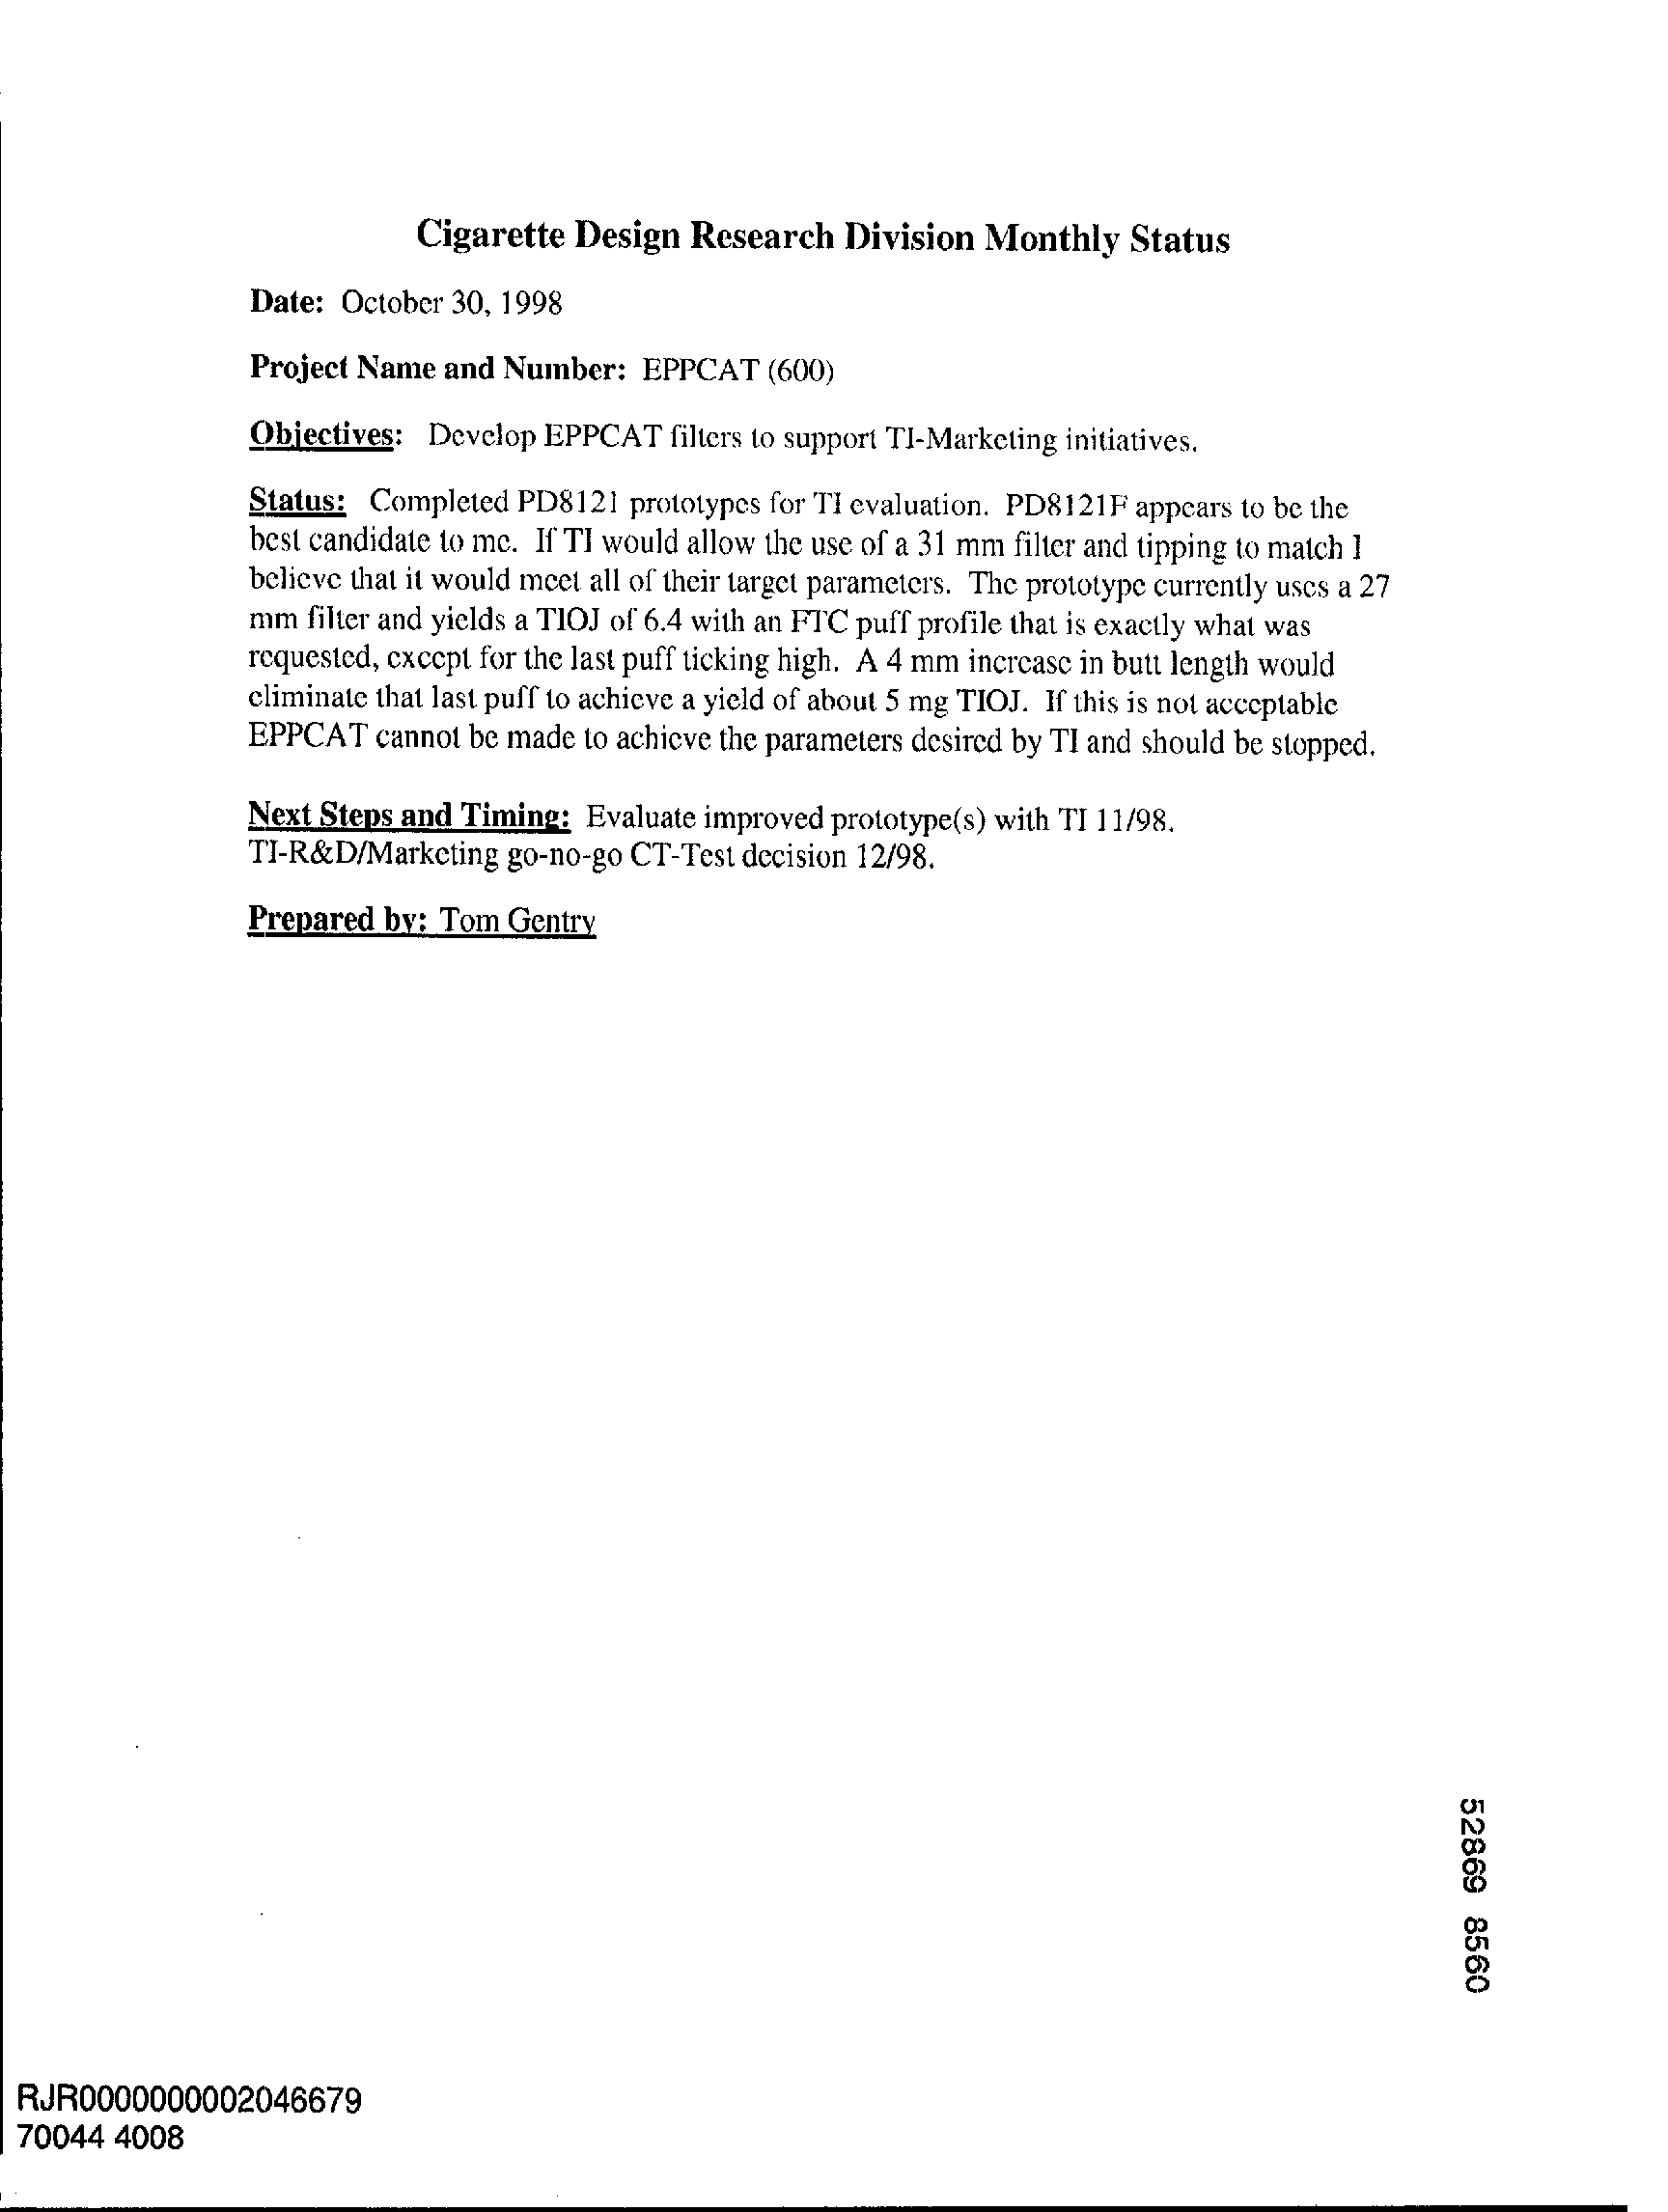 Cigarette Design Research Division Monthly Status
Date: October 30, 1998
Project Name and Number: EPPCAT (600)
Objectives: Develop EPPCAT filters to support TI-Marketing initiatives.
Status: Completed PD8121 prototypes for TI evaluation. PD8121F appears to be the
best candidate to me. If TI would allow the use of a 31 mm filter and tipping to match I
believe that it would meet all of their target parameters. The prototype currently uses a 27
mm filter and yields a TIOJ of 6.4 with an FTC puff profile that is exactly what was
requested, except for the last puff ticking high. A 4 mm increase in butt length would
eliminate that last puff to achieve a yield of about 5 mg TIOJ. If this is not acceptable
EPPCAT cannot be made to achieve the parameters desired by TI and should be stopped.
Next Steps and Timing: Evaluate improved prototype(s) with TI 11/98.
TI-R&D/Marketing go-no-go CT-Test decision 12/98.
Prepared by: Tom Gentry
52869 8560
RJR0000000002046679
70044 4008